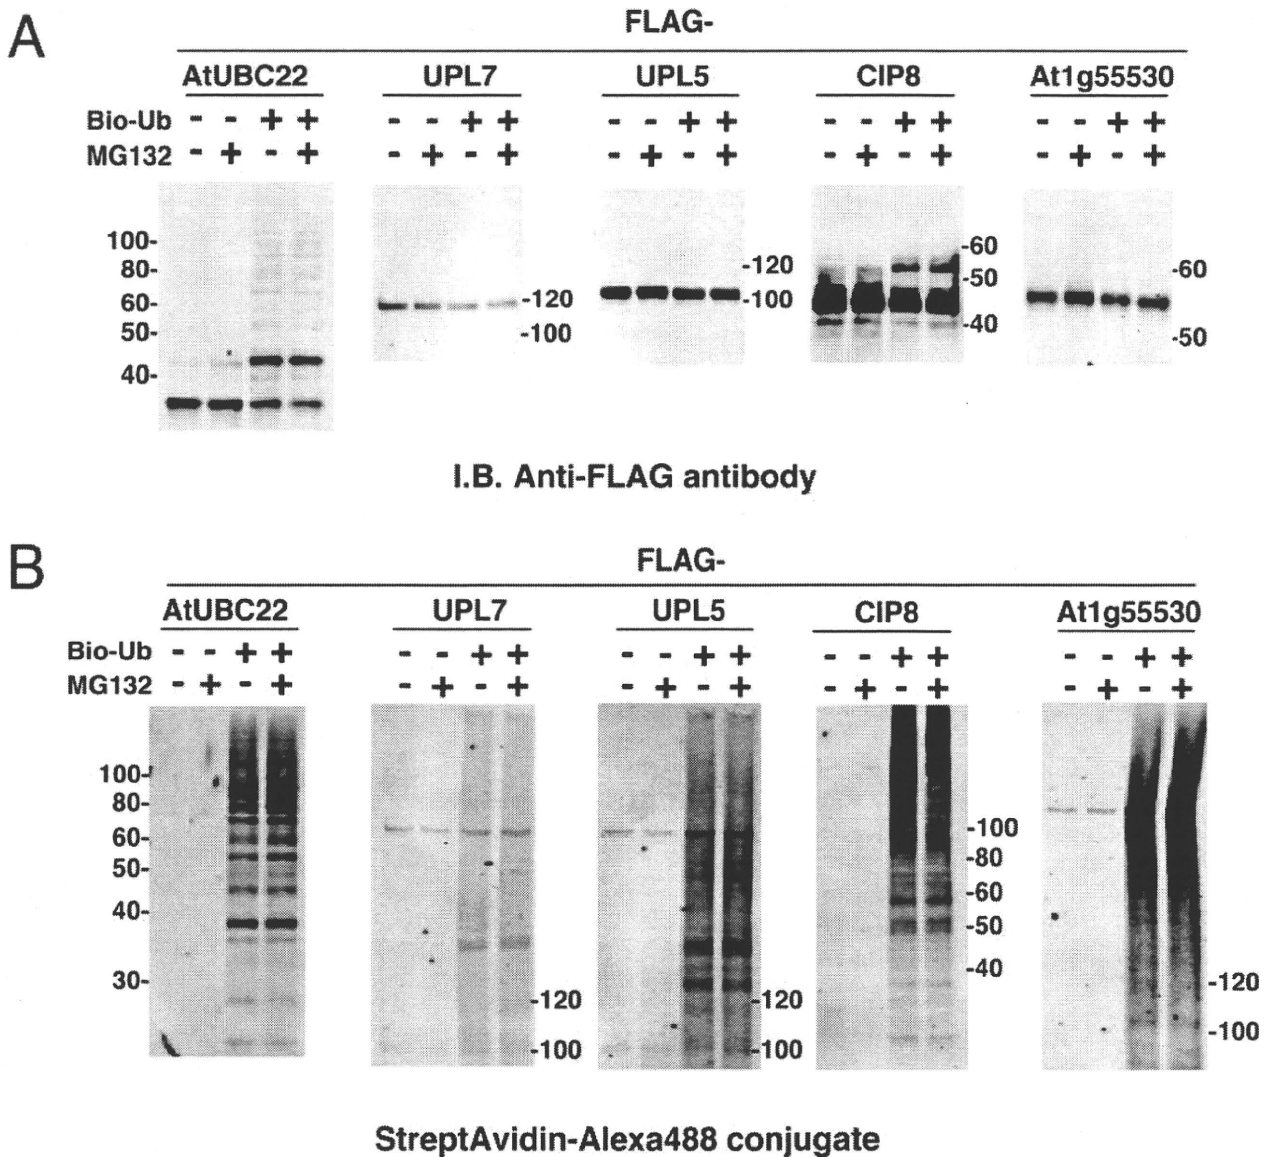 A
FLAG-
AtUBC22 UPL7 UPL5 CIP8 At1g55530
Bio-Ub - - + + - - + + - - + + - - + + - - + +
MG132 - + - + - + - + - + - + - + - + - + - +
100-
80-
60-
50-
40-
-120
-100
-120
-100
-60
-50
-40
-60
-50
I.B. Anti-FLAG antibody
B
FLAG-
AtUBC22 UPL7 UPL5 CIP8 At1g55530
Bio-Ub - - + + - - + + - - + + - - + + - - + +
MG132 - + - + - + - + - + - + - + - + - + - +
100-
80-
60-
50-
40-
30-
-120
-100
-120
-100
-100
-80
-60
-50
-40
-120
-100
StreptAvidin-Alexa488 conjugate